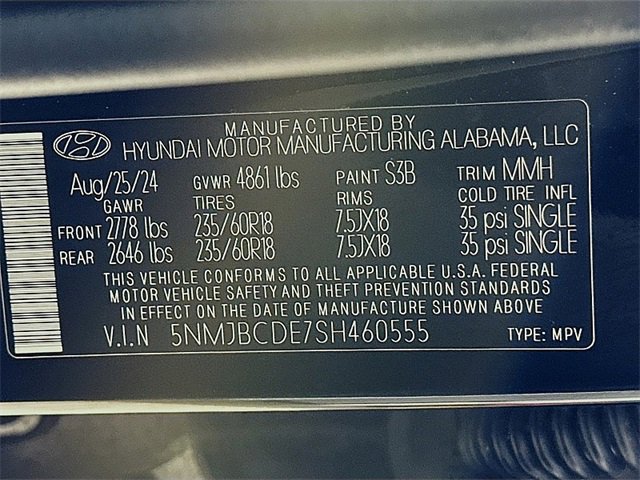 MANUFACTURED BY
HYUNDAI MOTOR MANUFACTURING ALABAMA, LLC
Aug/25/24 GVWR 4861 lbs PAINT S3B TRIM MMH
GAWR TIRES RIMS COLD TIRE INFL
FRONT 2778 lbs 235/60R18 7.5JX18 35 psi SINGLE
REAR 2646 lbs 235/60R18 7.5JX18 35 psi SINGLE
THIS VEHICLE CONFORMS TO ALL APPLICABLE U.S.A. FEDERAL
MOTOR VEHICLE SAFETY AND THEFT PREVENTION STANDARDS
IN EFFECT ON THE DATE OF MANUFACTURE SHOWN ABOVE
V.I.N 5NMJBCDE7SH460555 TYPE: MPV